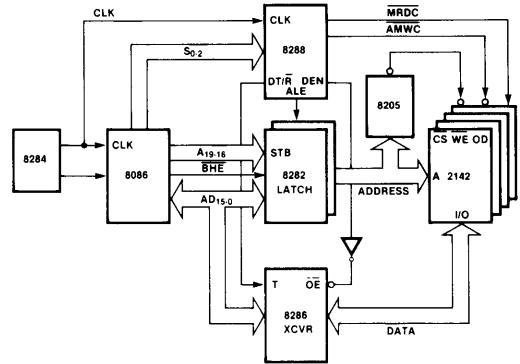 CLK
CLK
MRDC
AMWC
S0-2
8288
DT/R DEN
ALE
8205
8284
CLK
8086
A19-16
BHE
AD15-0
STB
8282
LATCH
ADDRESS
CS WE OD
A 2142
I/O
T OE
8286
XCVR
DATA